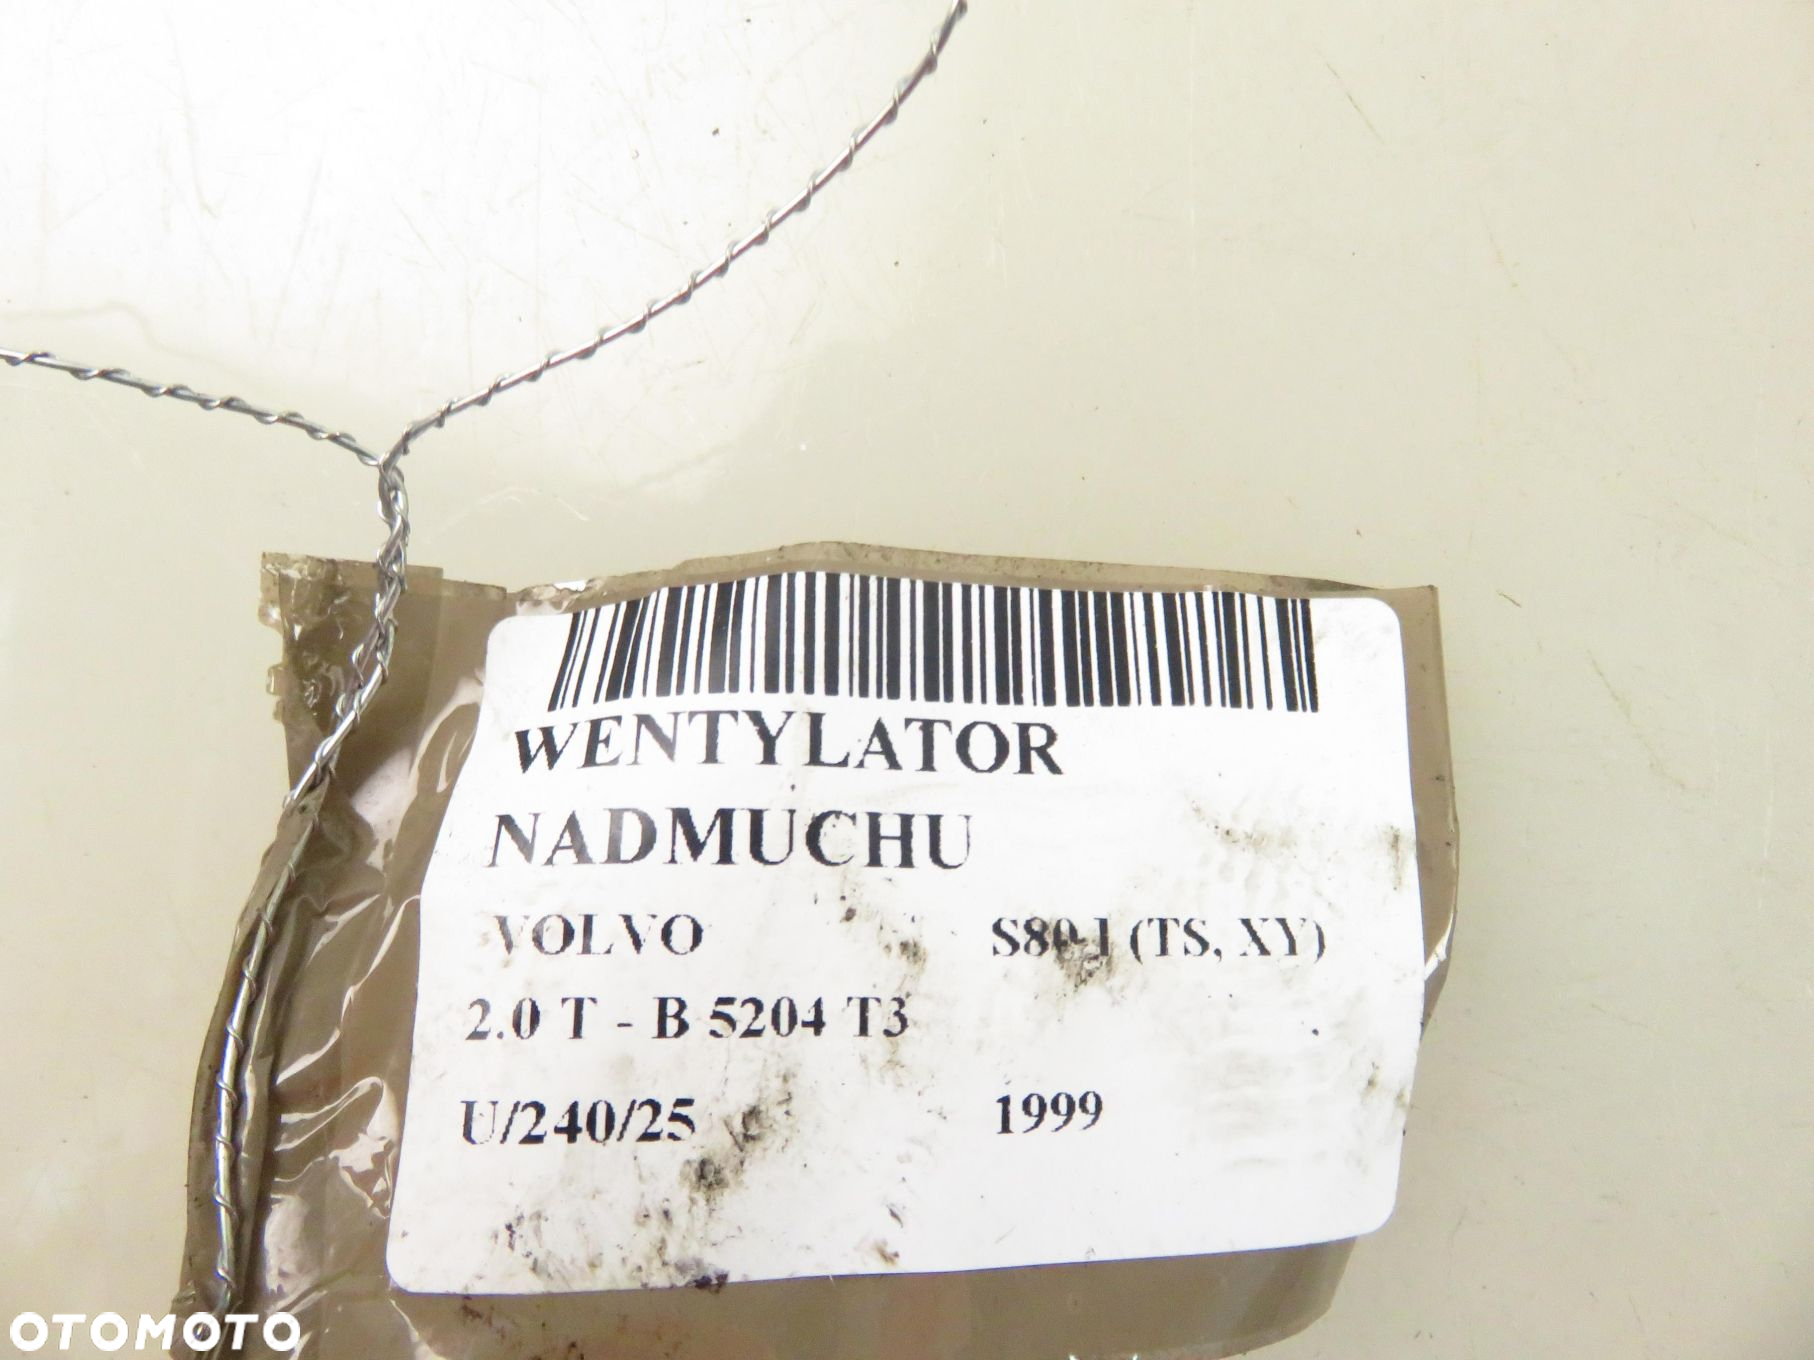 WENTYLATOR
NADMUCHU
VOLVO S80 I (TS, XY)
2.0 T - B 5204 T3 .
U/240/25 1999
OTOMOTO